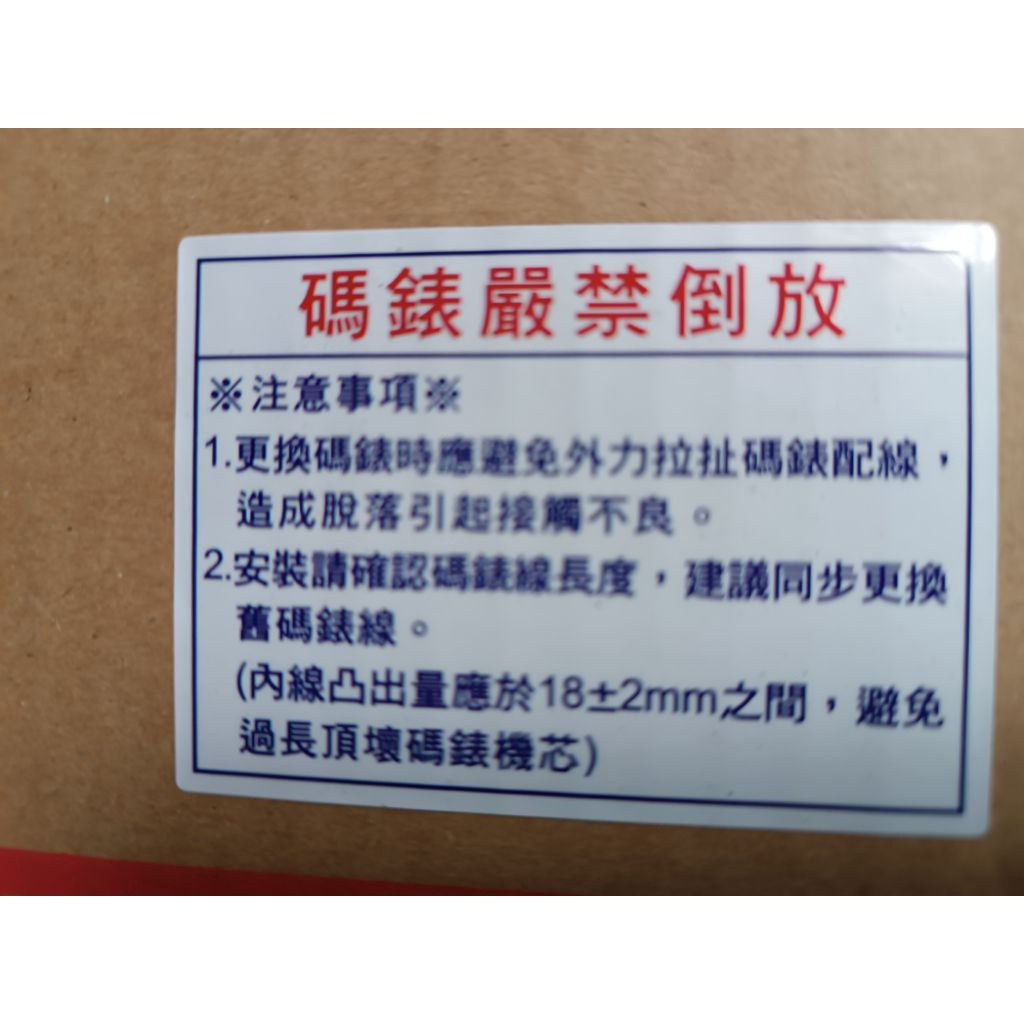 碼錶嚴禁倒放
※注意事項※
1.更換碼錶時應避免外力拉扯碼錶配線，
造成脫落引起接觸不良。
2.安裝請確認碼錶線長度，建議同步更換
舊碼錶線。
(內線凸出量應於18±2mm之間，避免
過長頂壞碼錶機芯)